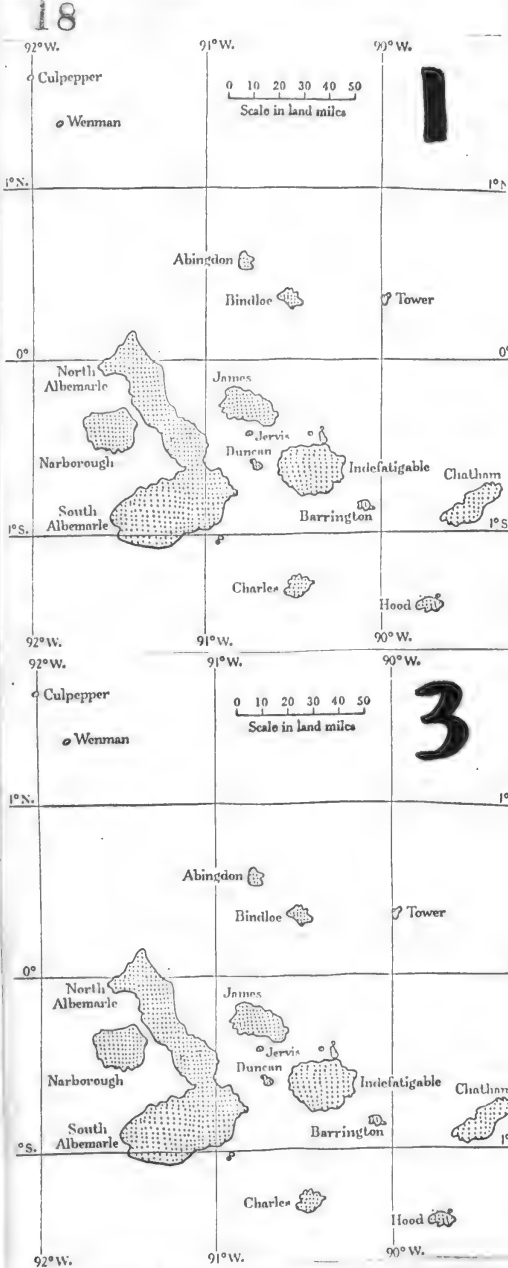 18
92° W. 91° W. 90° W.
Culpepper
0 10 20 30 40 50
Scale in land miles
1
Wenman
1° N. 1° N
Abingdon
Bindloe
Tower
0° 0°
North
Albemarle
James
Jervis
Duncan
Narborough
Indefatigable
Chatham
South
Albemarle
Barrington
1° S. 1° S
Charles
Hood
92° W. 91° W. 90° W.
92° W. 91° W. 90° W.
Culpepper
0 10 20 30 40 50
Scale in land miles
3
Wenman
1° N. 1°
Abingdon
Bindloe
Tower
0°
North
Albemarle
James
Jervis
Duncan
Narborough
Indefatigable
Chatham
South
Albemarle
Barrington
°S. 1° S
Charles
Hood
92° W. 91° W. 90° W.